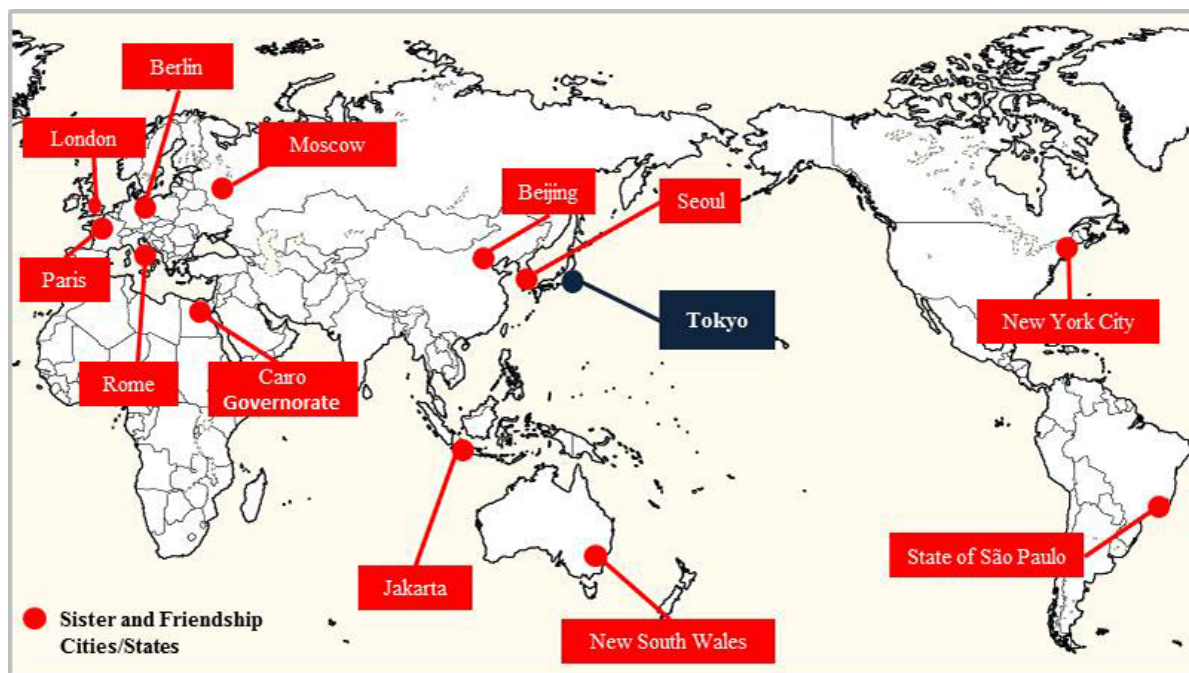 Berlin
London
Moscow
Beijing
Seoul
Paris
Tokyo
New York City
Rome
Cairo
Governorate
State of São Paulo
Jakarta
Sister and Friendship
Cities/States
New South Wales